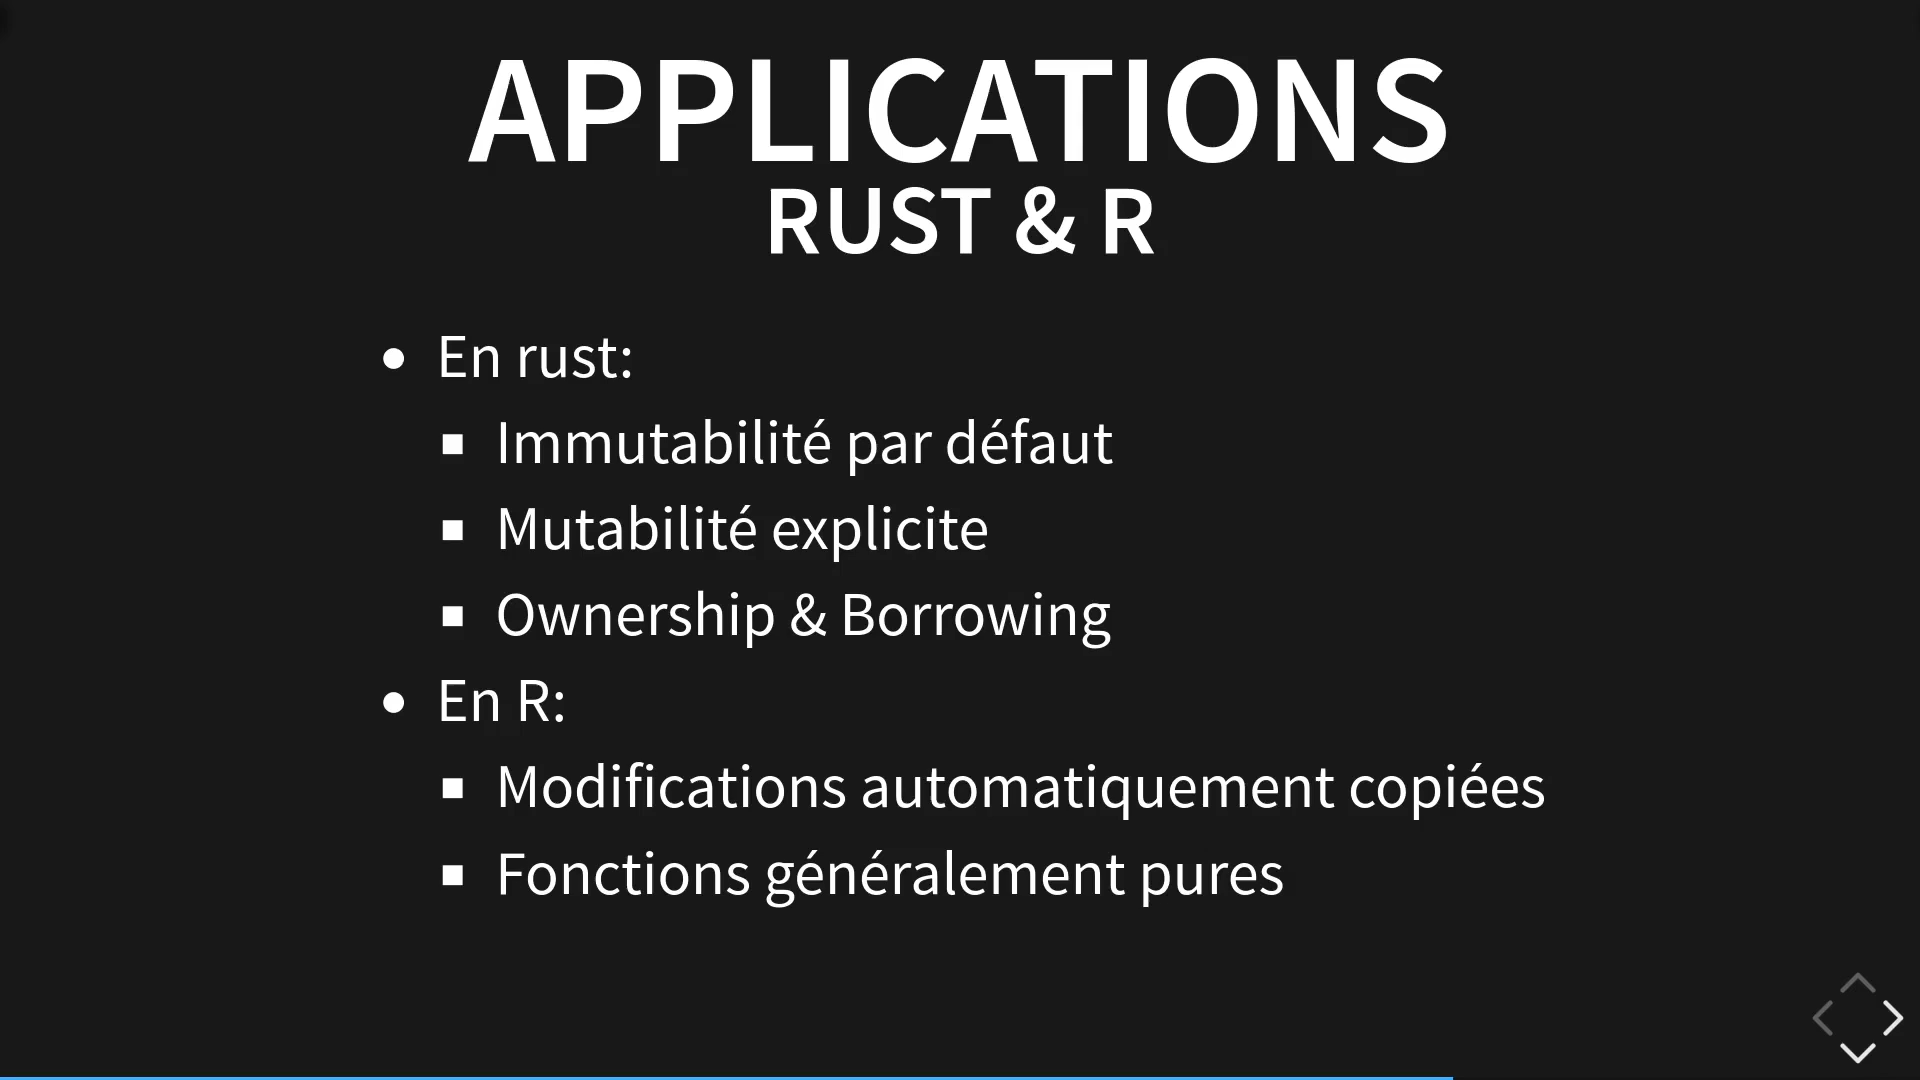 APPLICATIONS
RUST & R
En rust:
Immutabilité par défaut
Mutabilité explicite
Ownership & Borrowing
En R:
Modifications automatiquement copiées
Fonctions généralement pures